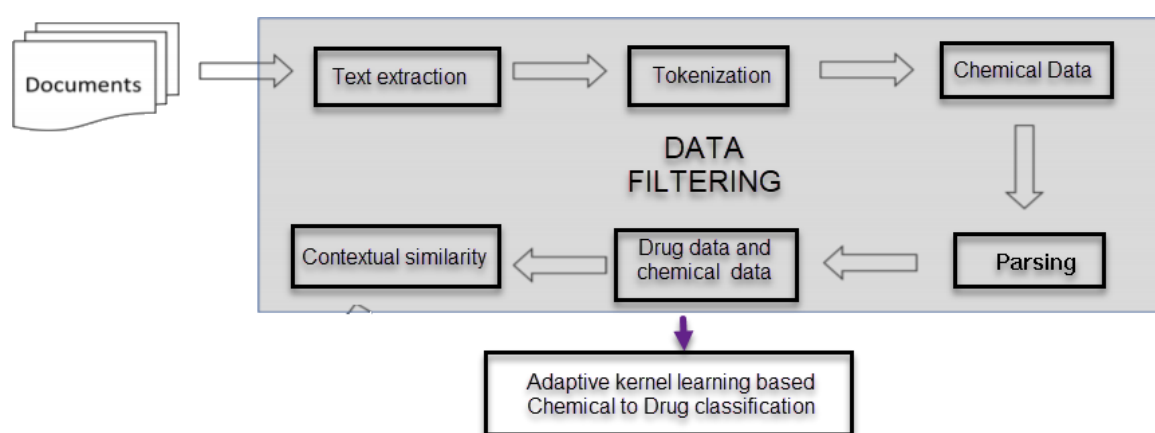 Documents
Text extraction
Tokenization
Chemical Data
DATA
FILTERING
Contextual similarity
Drug data and
chemical data
Parsing
Adaptive kernel learning based
Chemical to Drug classification